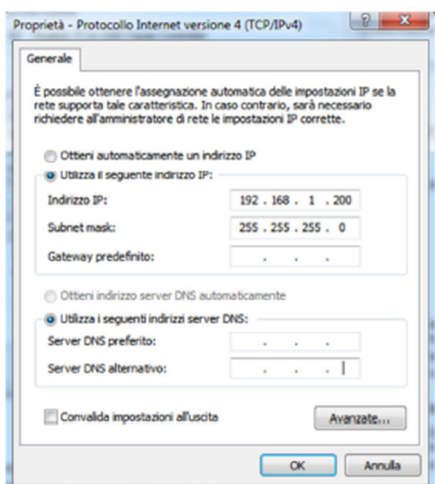 Proprietà - Protocollo Internet versione 4 (TCP/IPv4)
Generale
È possibile ottenere l'assegnazione automatica delle impostazioni IP se la
rete supporta tale caratteristica. In caso contrario, sarà necessario
richiedere all'amministratore di rete le impostazioni IP corrette.
Ottieni automaticamente un indirizzo IP
Utilizza il seguente indirizzo IP:
Indirizzo IP: 192 . 168 . 1 . 200
Subnet mask: 255 . 255 . 255 . 0
Gateway predefinito: . . .
Ottieni indirizzo server DNS automaticamente
Utilizza i seguenti indirizzi server DNS:
Server DNS preferito: . . .
Server DNS alternativo: . . .
Convalida impostazioni all'uscita
Avanzate...
OK Annulla